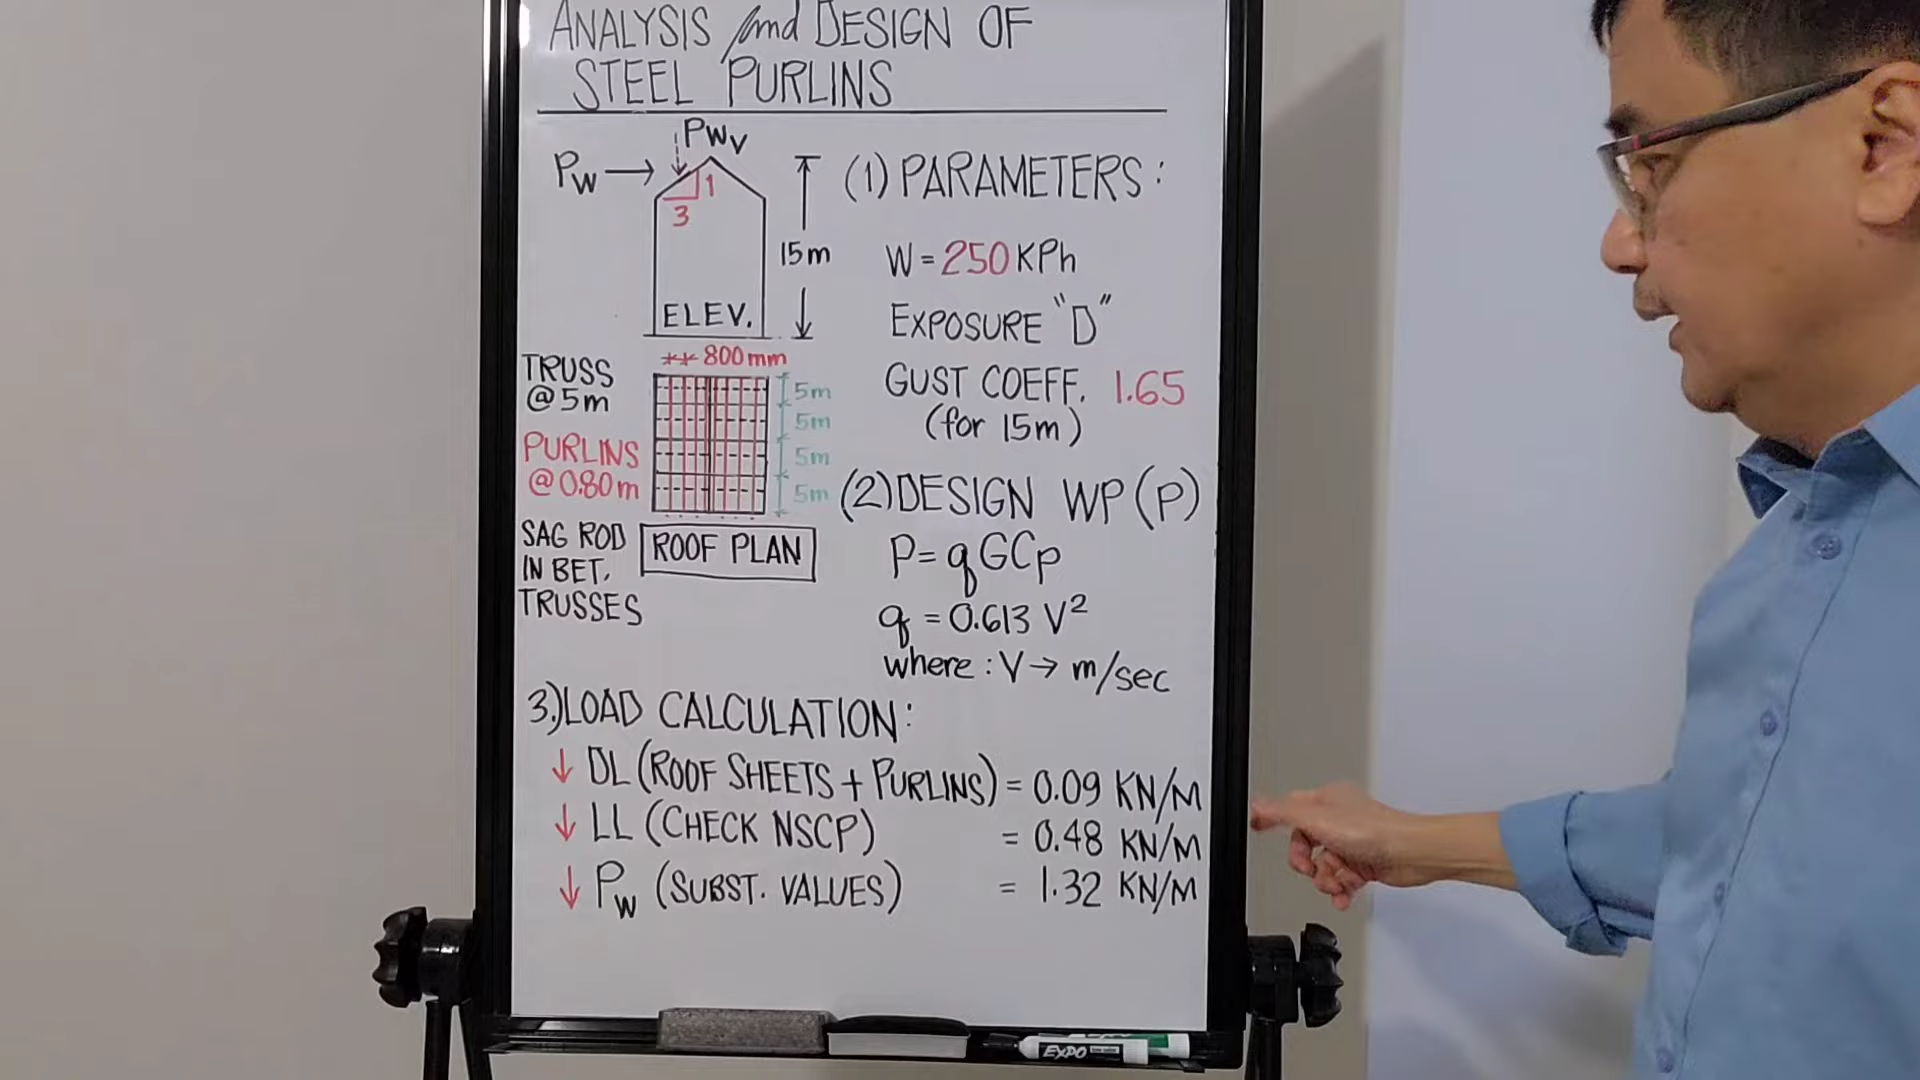 ANALYSIS and DESIGN OF
STEEL PURLINS
PWV
PW
1
3
15m
ELEV.
800mm
TRUSS
@5m
PURLINS
@0.80m
5m
5m
5m
5m
SAG ROD
IN BET.
TRUSSES
ROOF PLAN
(1) PARAMETERS:
W = 250 KPh
EXPOSURE "D"
GUST COEFF. 1.65
(for 15m)
(2) DESIGN WP (P)
P = qGCp
q = 0.613 V²
where: V → m/sec
3.) LOAD CALCULATION:
↓ DL (ROOF SHEETS + PURLINS) = 0.09 KN/M
↓ LL (CHECK NSCP) = 0.48 KN/M
↓ PW (SUBST. VALUES) = 1.32 KN/M
EXPO